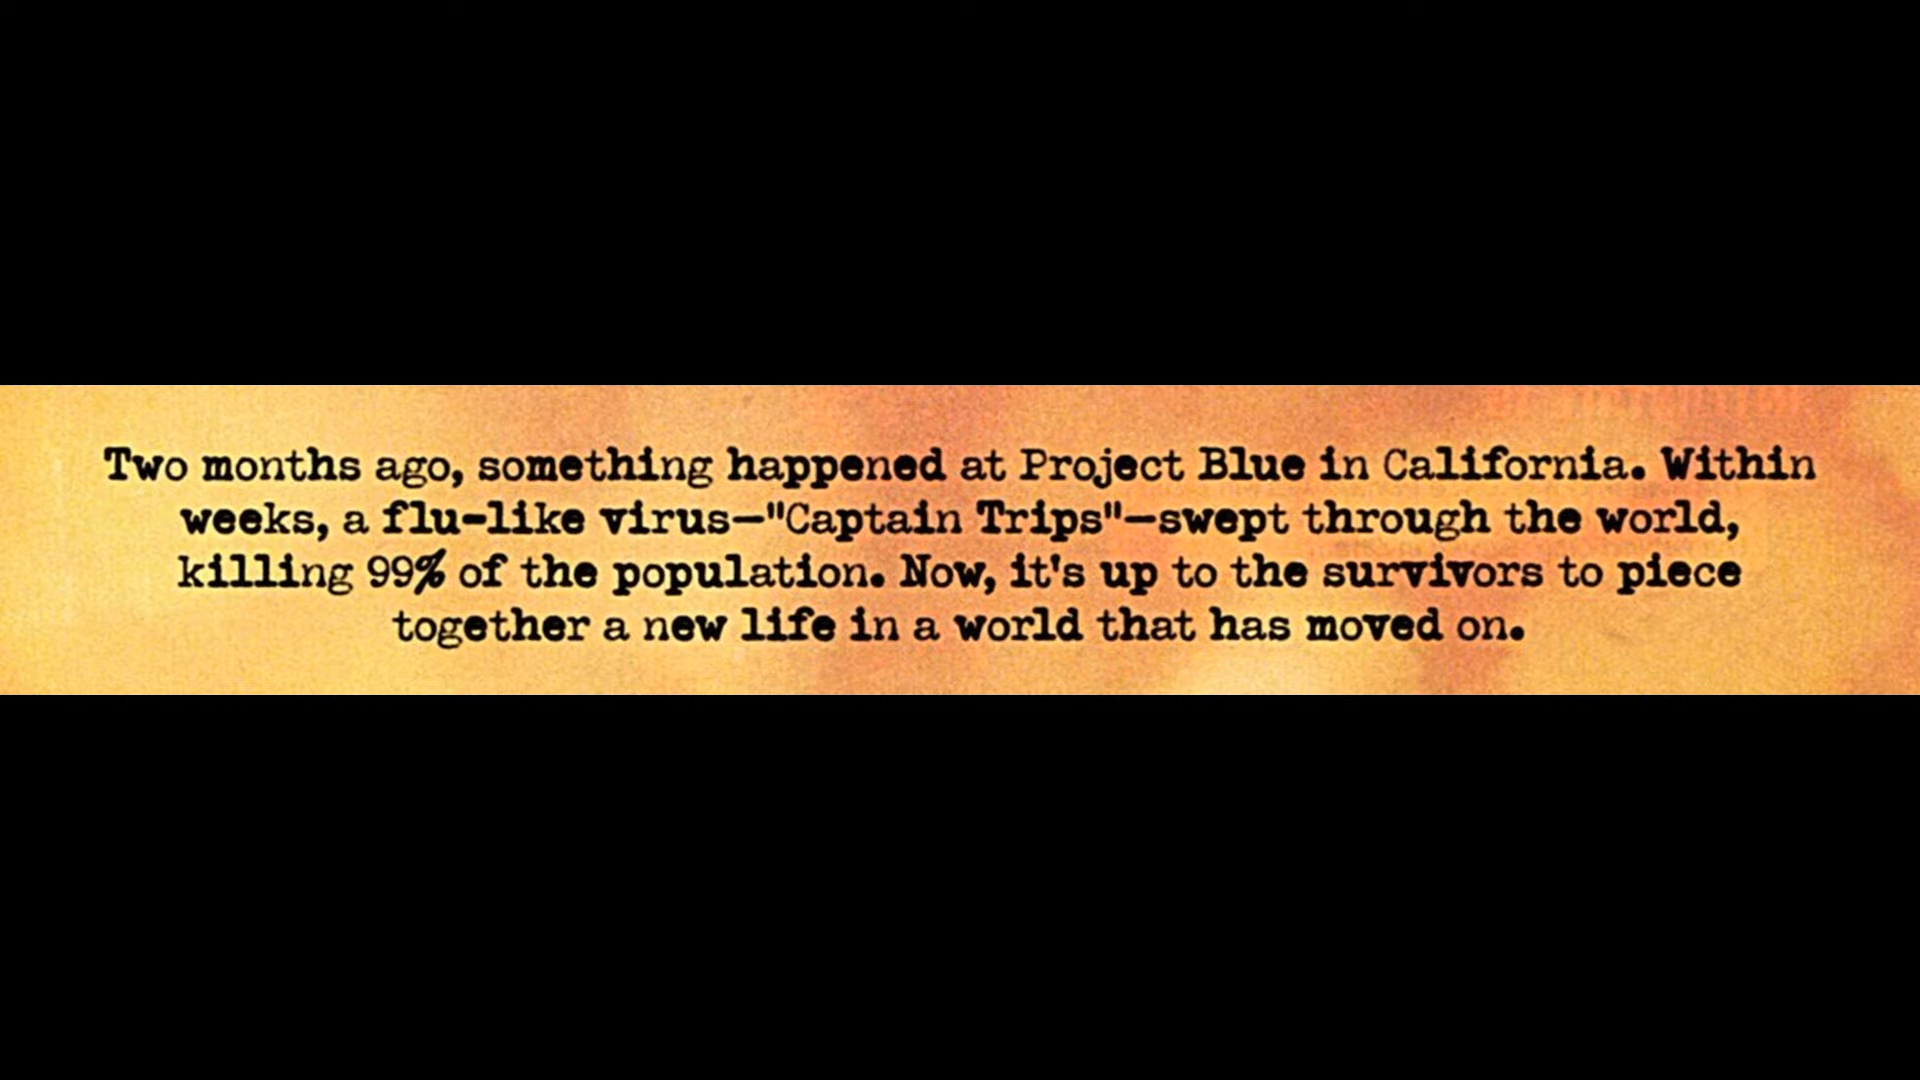 Two months ago, something happened at Project Blue in California. Within
weeks, a flu-like virus—"Captain Trips"—swept through the world,
killing 99% of the population. Now, it's up to the survivors to piece
together a new life in a world that has moved on.